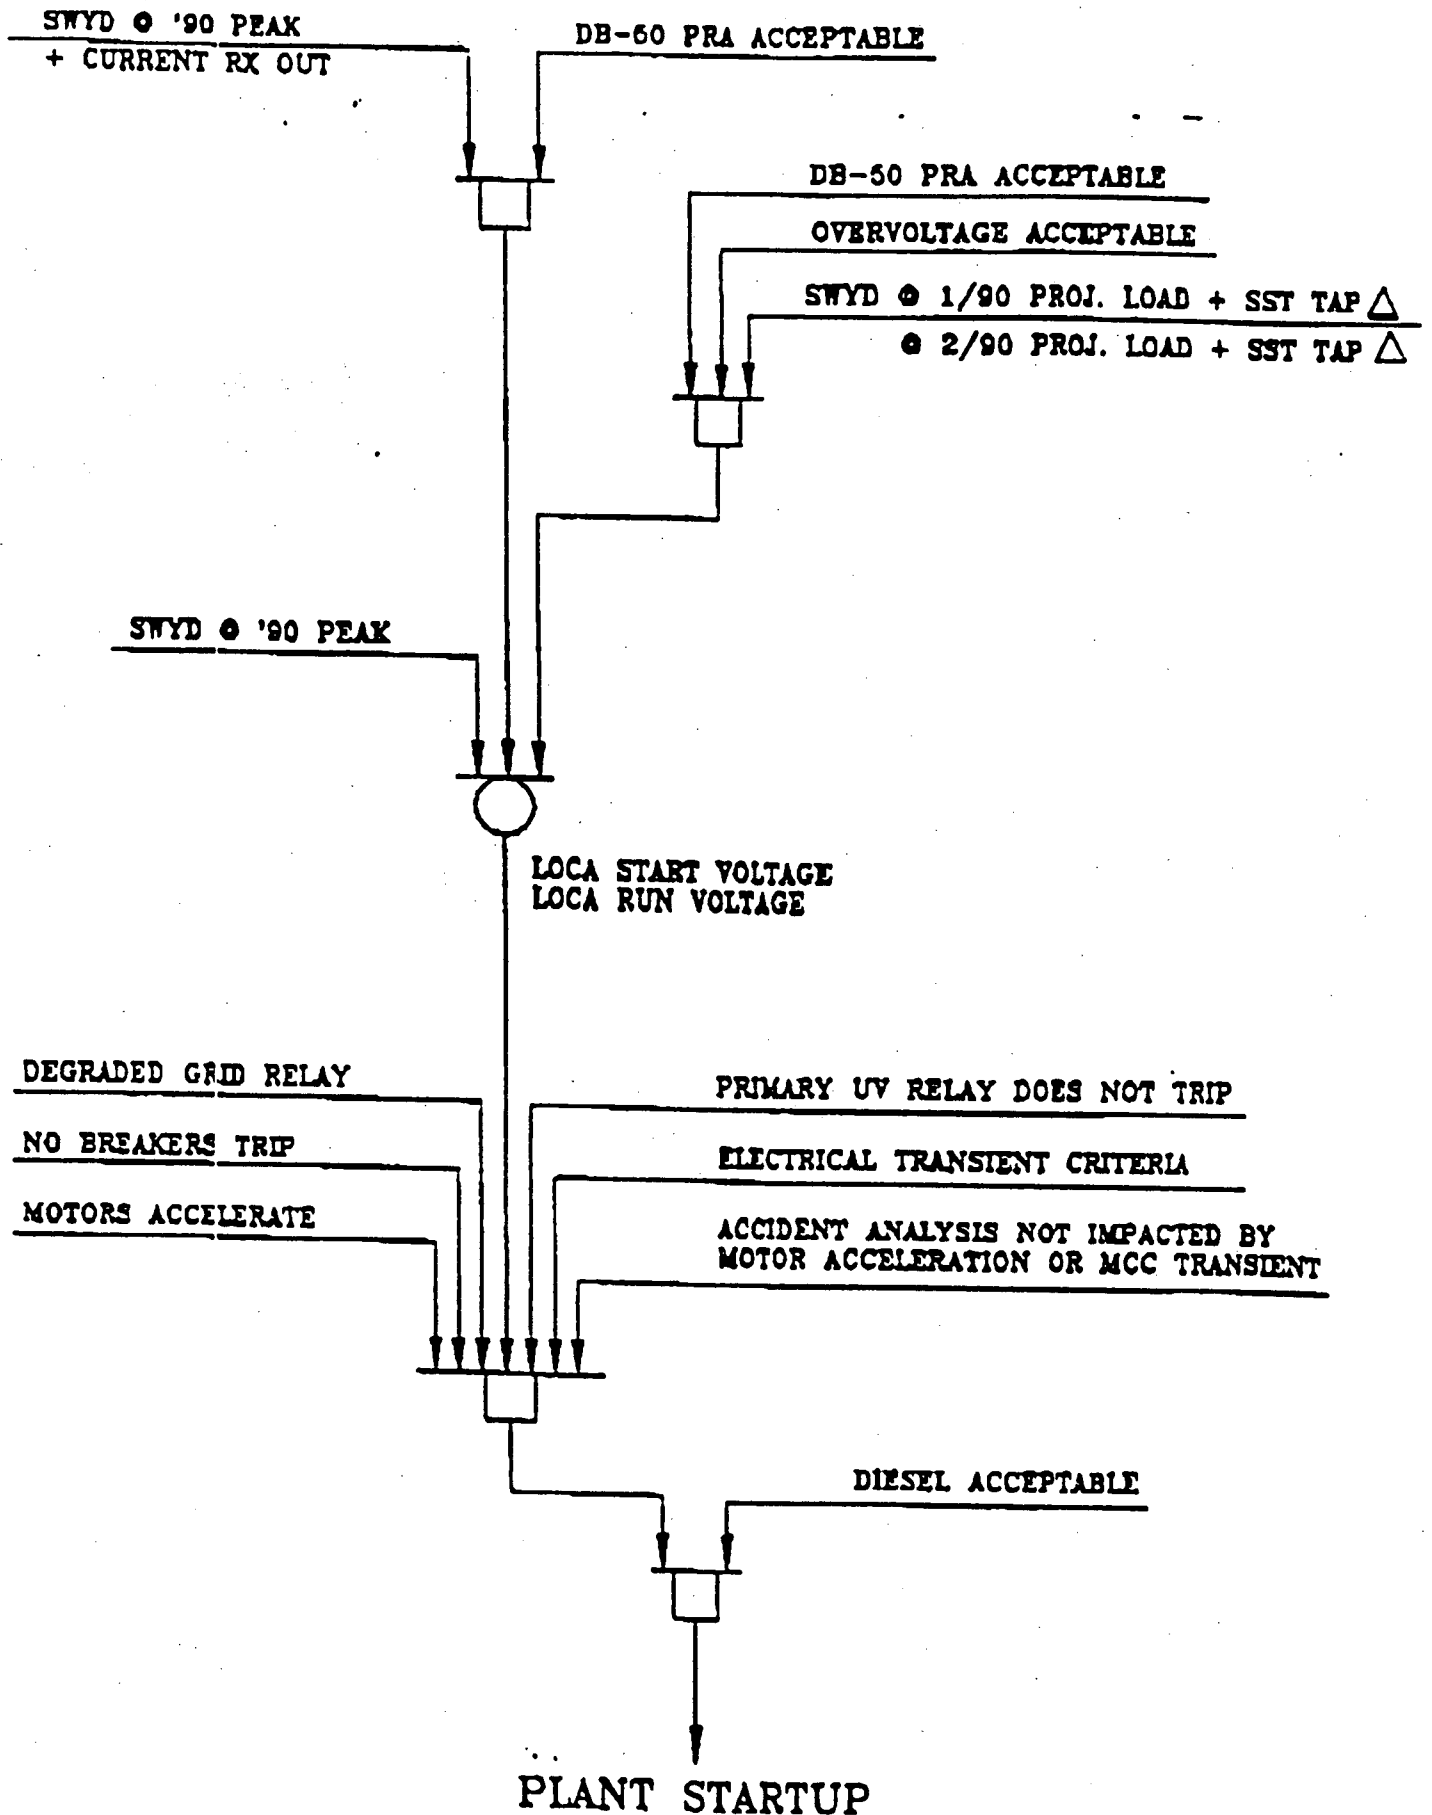 SWYD @ '90 PEAK
+ CURRENT RX OUT
DB-50 PRA ACCEPTABLE
DB-50 PRA ACCEPTABLE
OVERVOLTAGE ACCEPTABLE
SWYD @ 1/90 PROJ. LOAD + SST TAP △
@ 2/90 PROJ. LOAD + SST TAP △
SWYD @ '90 PEAK
LOCA START VOLTAGE
LOCA RUN VOLTAGE
DEGRADED GRID RELAY
NO BREAKERS TRIP
MOTORS ACCELERATE
PRIMARY UV RELAY DOES NOT TRIP
ELECTRICAL TRANSIENT CRITERIA
ACCIDENT ANALYSIS NOT IMPACTED BY
MOTOR ACCELERATION OR MCC TRANSIENT
DIESEL ACCEPTABLE
PLANT STARTUP